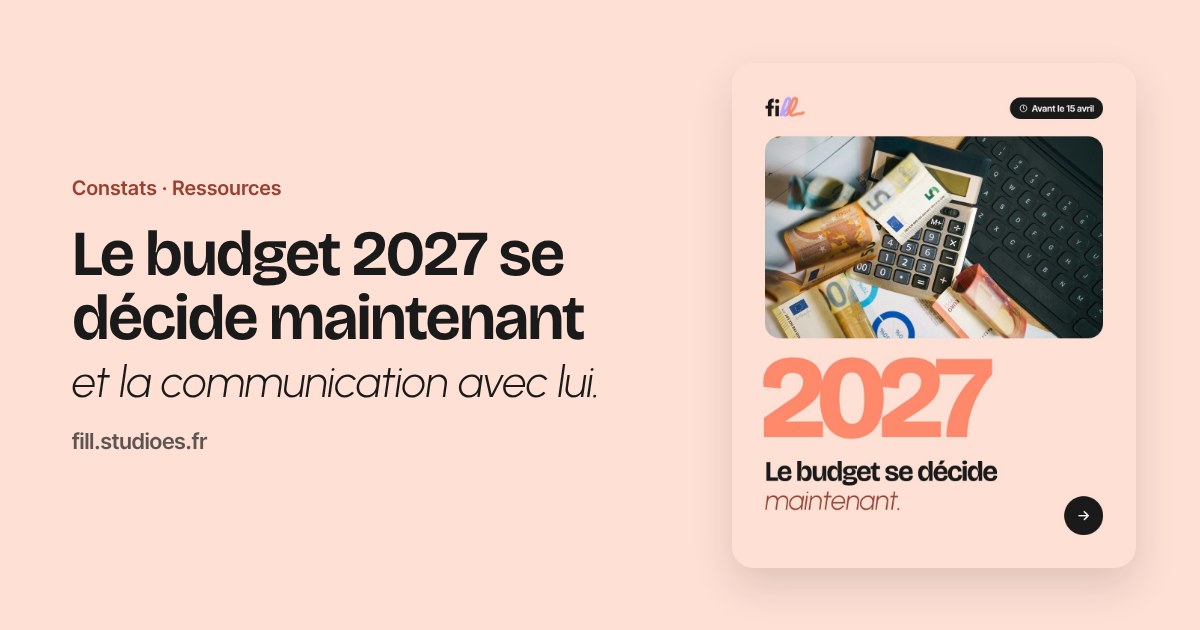 Constats · Ressources
Le budget 2027 se
décide maintenant
et la communication avec lui.
fill.studioes.fr
fill
Avant le 15 avril
2027
Le budget se décide
maintenant.